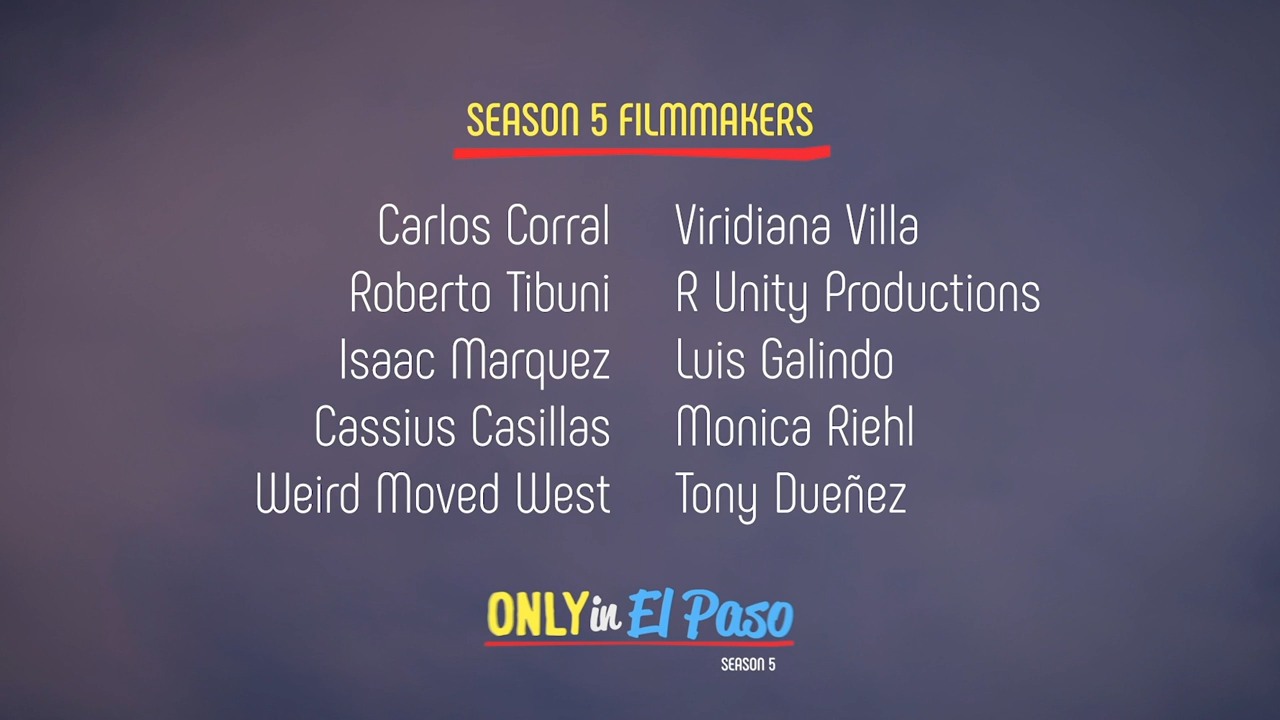 SEASON 5 FILMMAKERS
Carlos Corral
Roberto Tibuni
Isaac Marquez
Cassius Casillas
Weird Moved West
Viridiana Villa
R Unity Productions
Luis Galindo
Monica Riehl
Tony Dueñez
ONLY in El Paso
SEASON 5